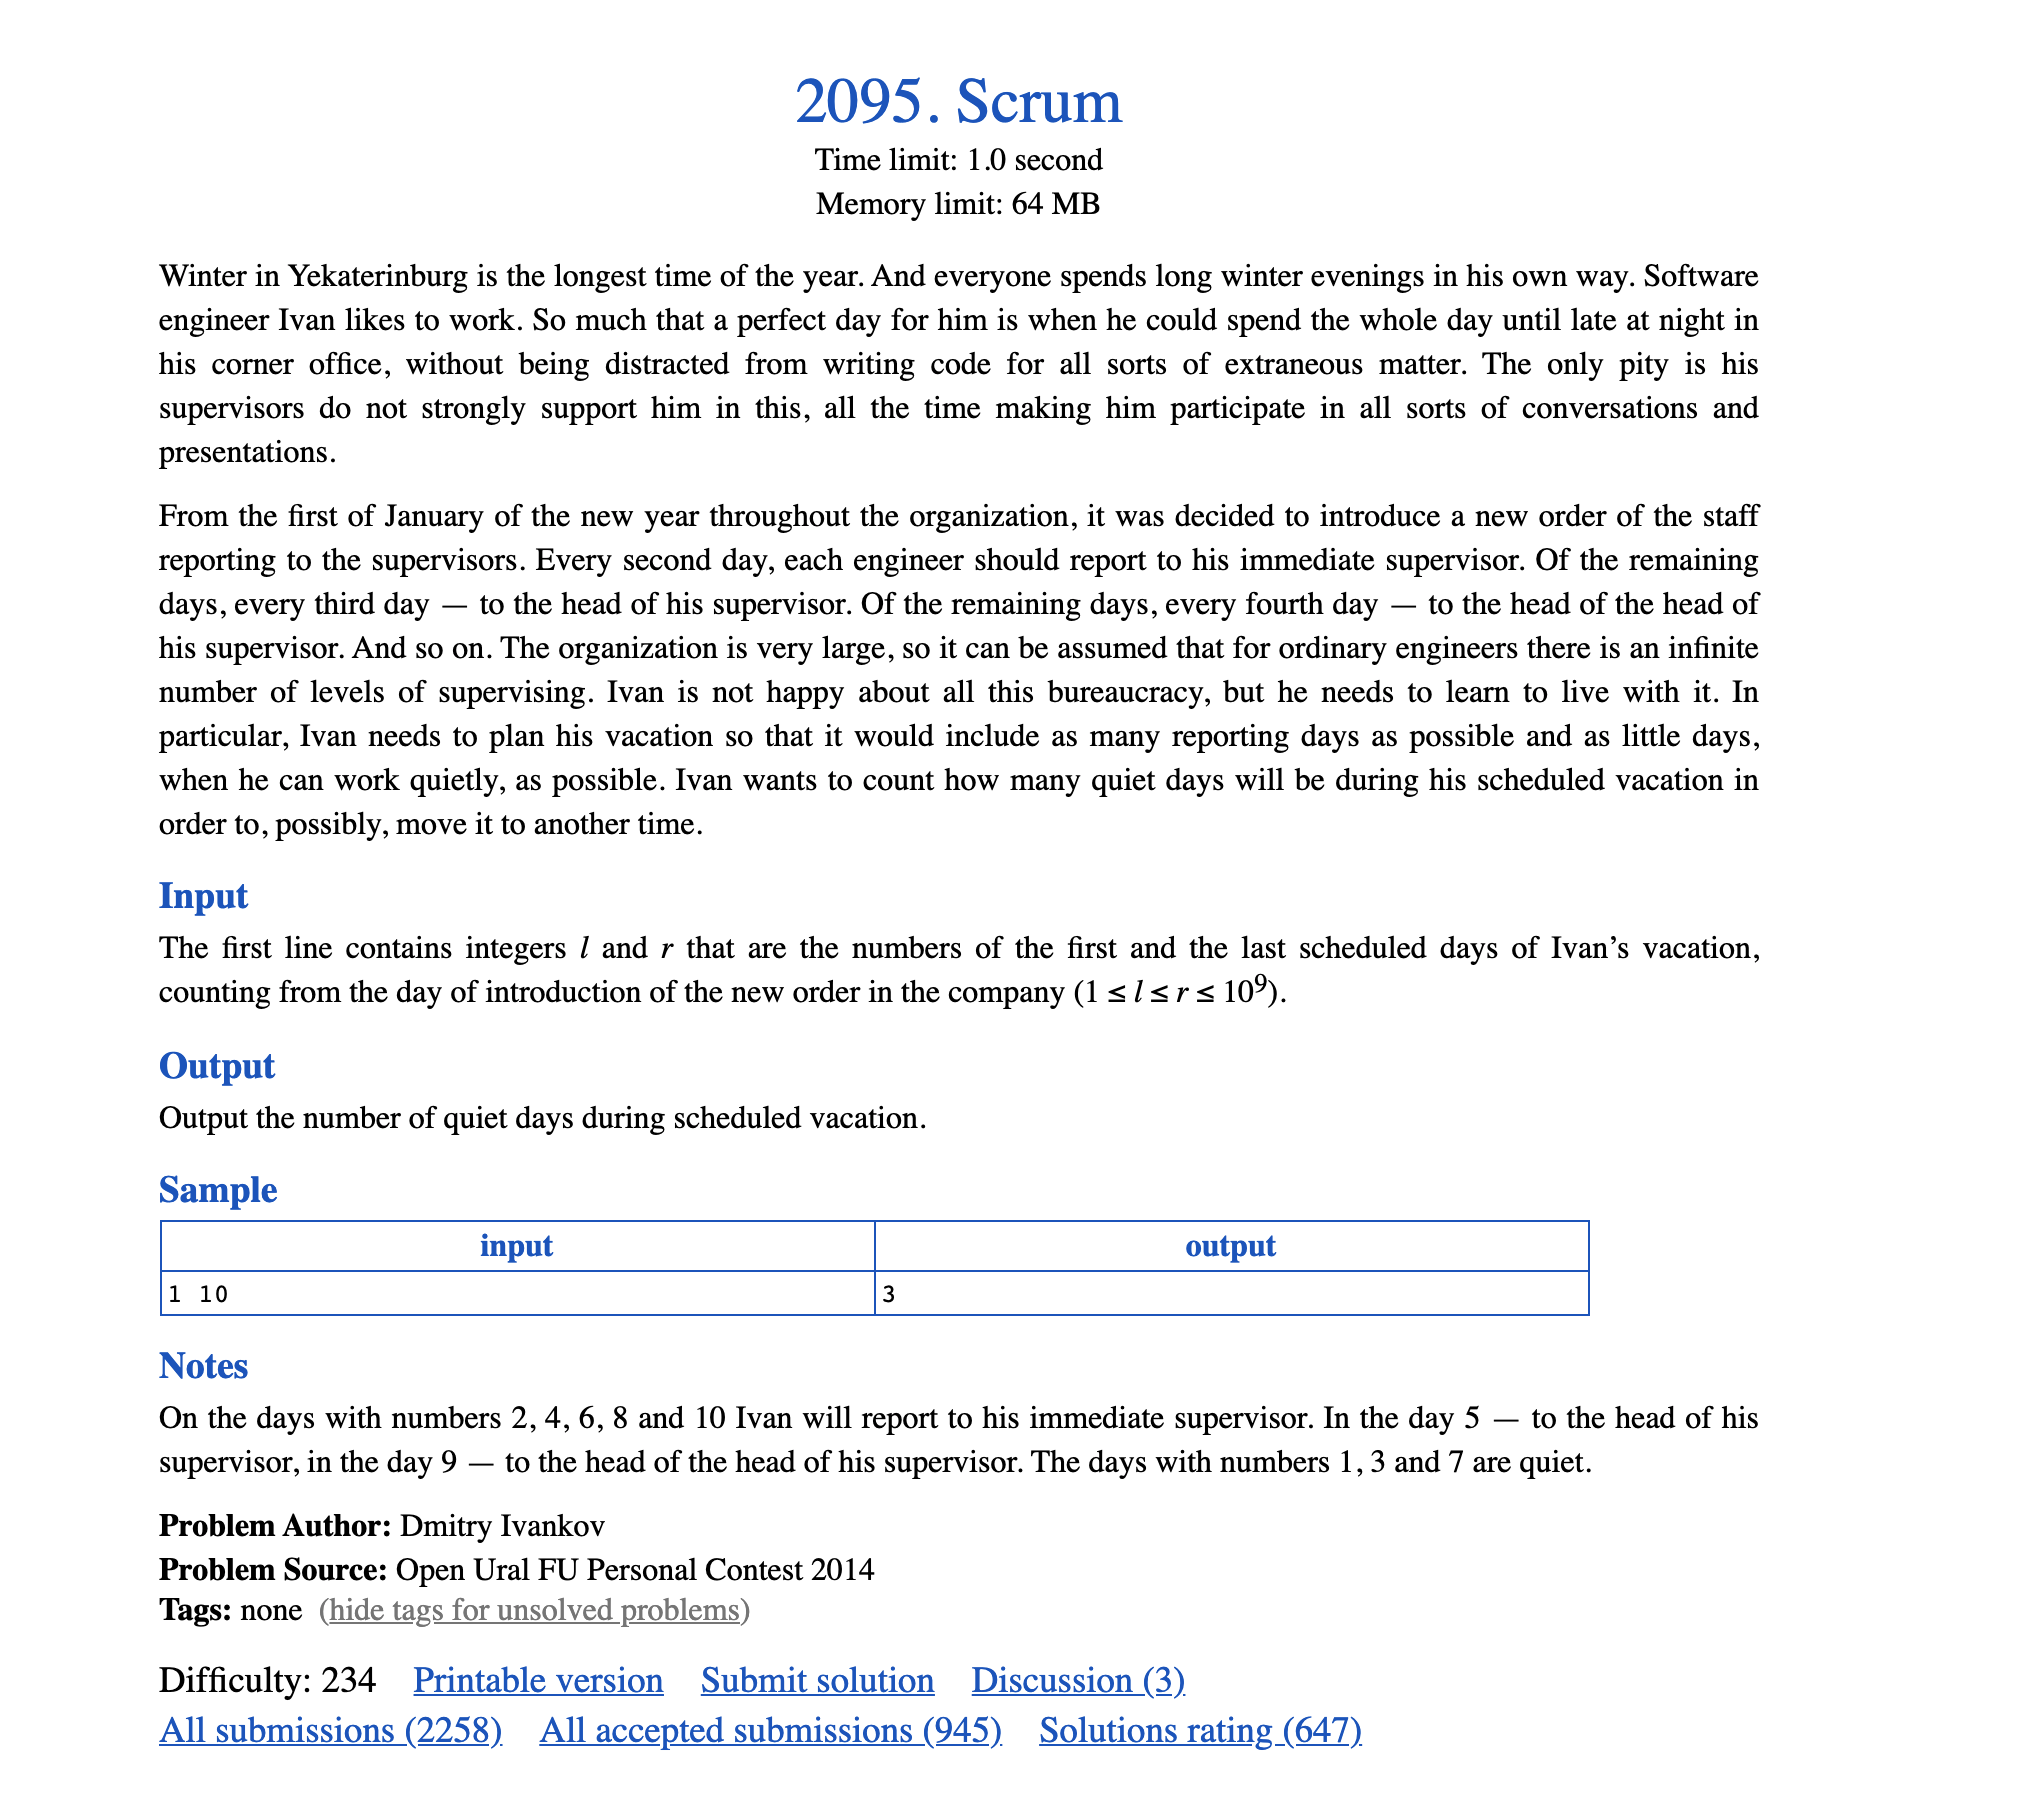 2095. Scrum
Time limit: 1.0 second
Memory limit: 64 MB
Winter in Yekaterinburg is the longest time of the year. And everyone spends long winter evenings in his own way. Software
engineer Ivan likes to work. So much that a perfect day for him is when he could spend the whole day until late at night in
his corner office, without being distracted from writing code for all sorts of extraneous matter. The only pity is his
supervisors do not strongly support him in this, all the time making him participate in all sorts of conversations and
presentations.
From the first of January of the new year throughout the organization, it was decided to introduce a new order of the staff
reporting to the supervisors. Every second day, each engineer should report to his immediate supervisor. Of the remaining
days, every third day — to the head of his supervisor. Of the remaining days, every fourth day — to the head of the head of
his supervisor. And so on. The organization is very large, so it can be assumed that for ordinary engineers there is an infinite
number of levels of supervising. Ivan is not happy about all this bureaucracy, but he needs to learn to live with it. In
particular, Ivan needs to plan his vacation so that it would include as many reporting days as possible and as little days,
when he can work quietly, as possible. Ivan wants to count how many quiet days will be during his scheduled vacation in
order to, possibly, move it to another time.
Input
The first line contains integers l and r that are the numbers of the first and the last scheduled days of Ivan’s vacation,
counting from the day of introduction of the new order in the company (1 ≤ l ≤ r ≤ 10⁹).
Output
Output the number of quiet days during scheduled vacation.
Sample
input output
1 10 3
Notes
On the days with numbers 2, 4, 6, 8 and 10 Ivan will report to his immediate supervisor. In the day 5 — to the head of his
supervisor, in the day 9 — to the head of the head of his supervisor. The days with numbers 1, 3 and 7 are quiet.
Problem Author: Dmitry Ivankov
Problem Source: Open Ural FU Personal Contest 2014
Tags: none (hide tags for unsolved problems)
Difficulty: 234 Printable version Submit solution Discussion (3)
All submissions (2258) All accepted submissions (945) Solutions rating (647)